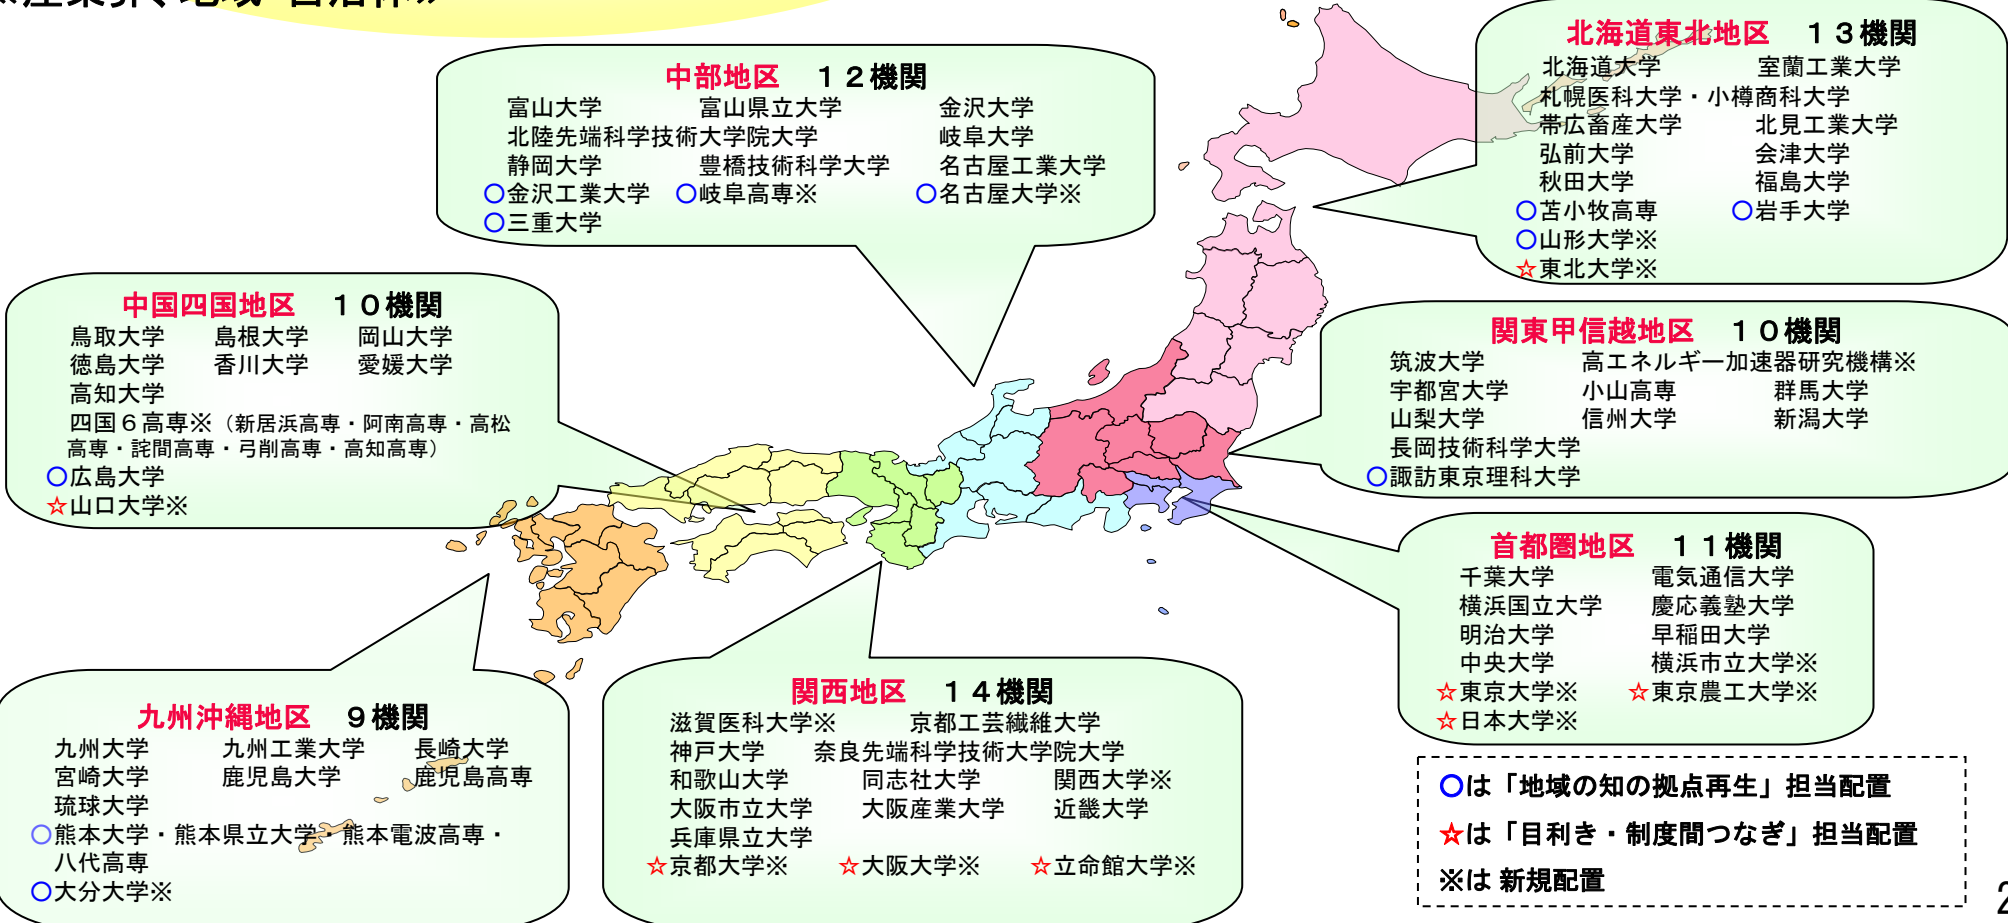 中部地区　１２機関
富山大学　富山県立大学　金沢大学
北陸先端科学技術大学院大学　岐阜大学
静岡大学　豊橋技術科学大学　名古屋工業大学
○金沢工業大学　○岐阜高専※　○名古屋大学※
○三重大学
北海道東北地区　１３機関
北海道大学　室蘭工業大学
札幌医科大学・小樽商科大学
帯広畜産大学　北見工業大学
弘前大学　会津大学
秋田大学　福島大学
○苫小牧高専　○岩手大学
○山形大学※
☆東北大学※
中国四国地区　１０機関
鳥取大学　島根大学　岡山大学
徳島大学　香川大学　愛媛大学
高知大学
四国６高専※（新居浜高専・阿南高専・高松
高専・詫間高専・弓削高専・高知高専）
○広島大学
☆山口大学※
関東甲信越地区　１０機関
筑波大学　高エネルギー加速器研究機構※
宇都宮大学　小山高専　群馬大学
山梨大学　信州大学　新潟大学
長岡技術科学大学
○諏訪東京理科大学
首都圏地区　１１機関
千葉大学　電気通信大学
横浜国立大学　慶応義塾大学
明治大学　早稲田大学
中央大学　横浜市立大学※
☆東京大学※　☆東京農工大学※
☆日本大学※
九州沖縄地区　９機関
九州大学　九州工業大学　長崎大学
宮崎大学　鹿児島大学　鹿児島高専
琉球大学
○熊本大学・熊本県立大学・熊本電波高専・
八代高専
○大分大学※
関西地区　１４機関
滋賀医科大学※　京都工芸繊維大学
神戸大学　奈良先端科学技術大学院大学
和歌山大学　同志社大学　関西大学※
大阪市立大学　大阪産業大学　近畿大学
兵庫県立大学
☆京都大学※　☆大阪大学※　☆立命館大学※
○は「地域の知の拠点再生」担当配置
☆は「目利き・制度間つなぎ」担当配置
※は 新規配置